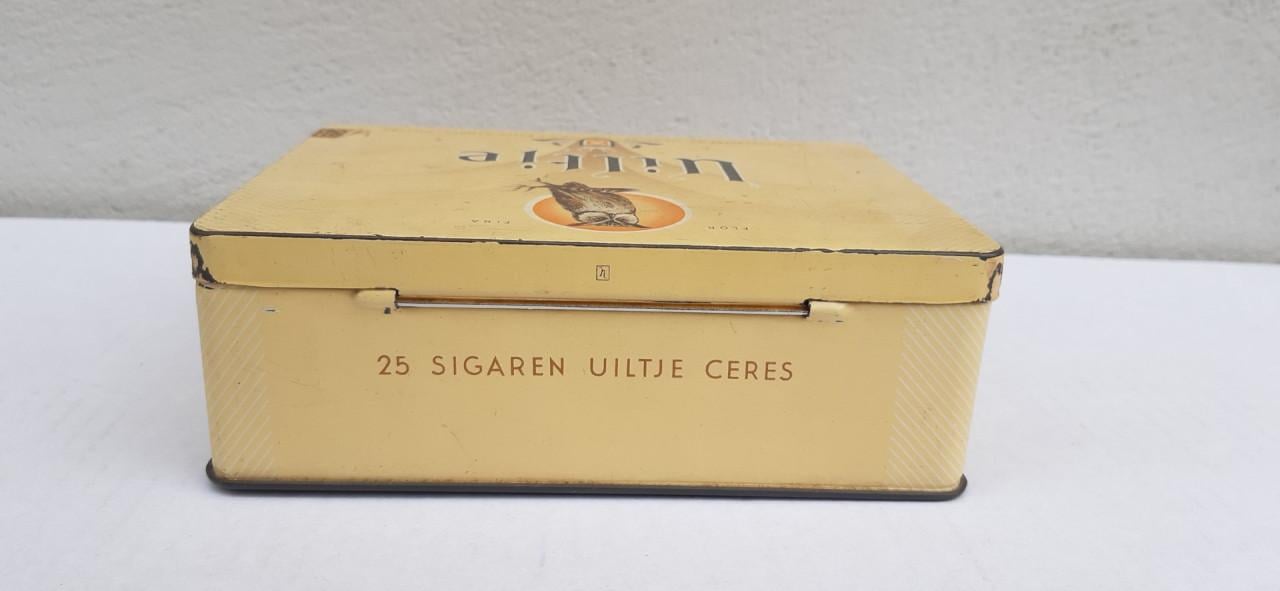 Uiltje
FLOR FINA
25 SIGAREN UILTJE CERES